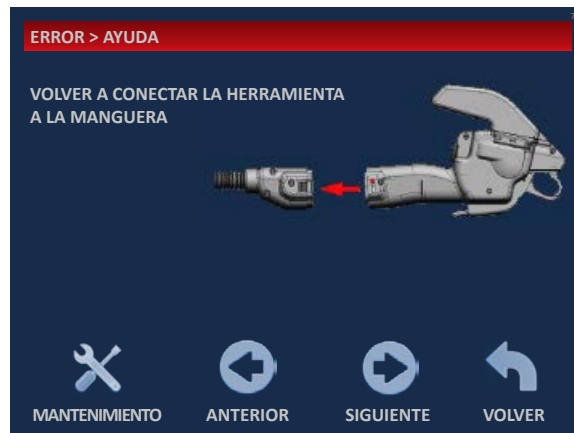 ERROR > AYUDA
VOLVER A CONECTAR LA HERRAMIENTA
A LA MANGUERA
MANTENIMIENTO
ANTERIOR
SIGUIENTE
VOLVER